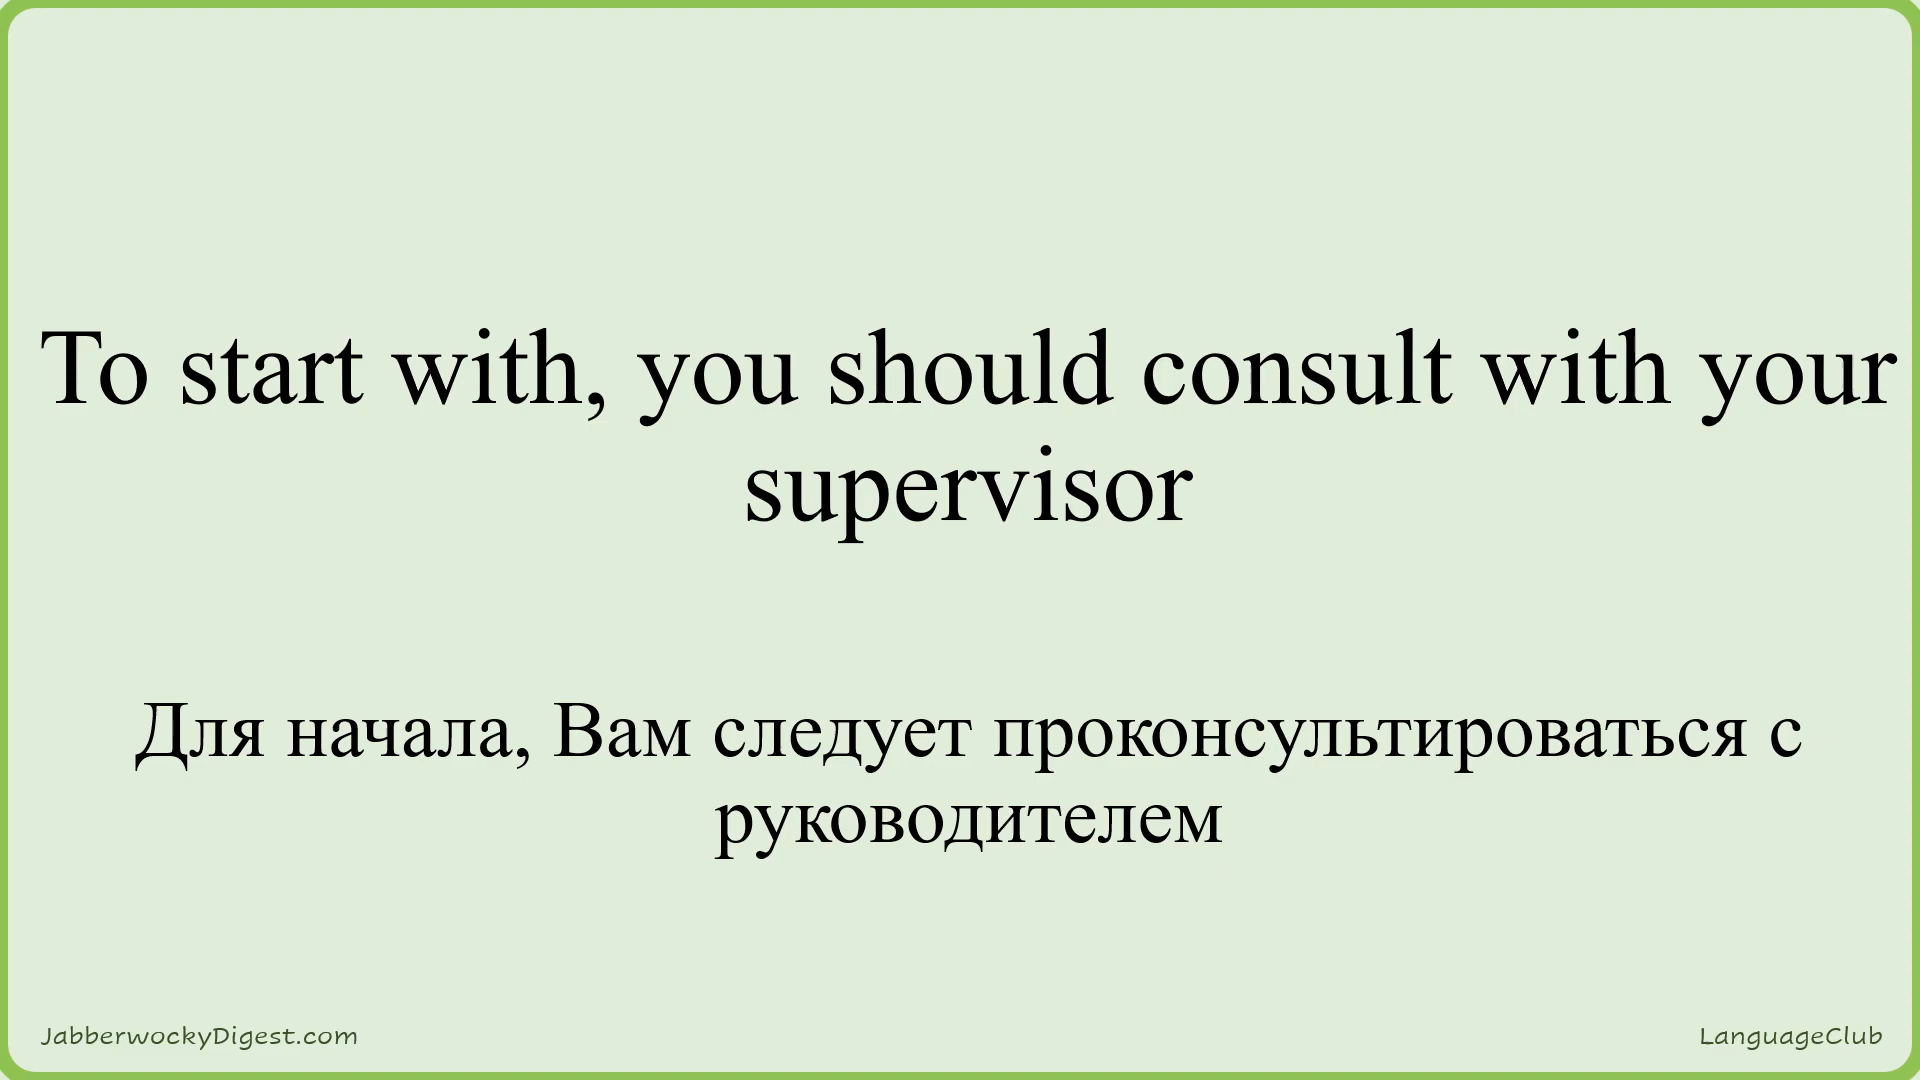 To start with, you should consult with your
supervisor
Для начала, Вам следует проконсультироваться с
руководителем
JabberwockyDigest.com
LanguageClub